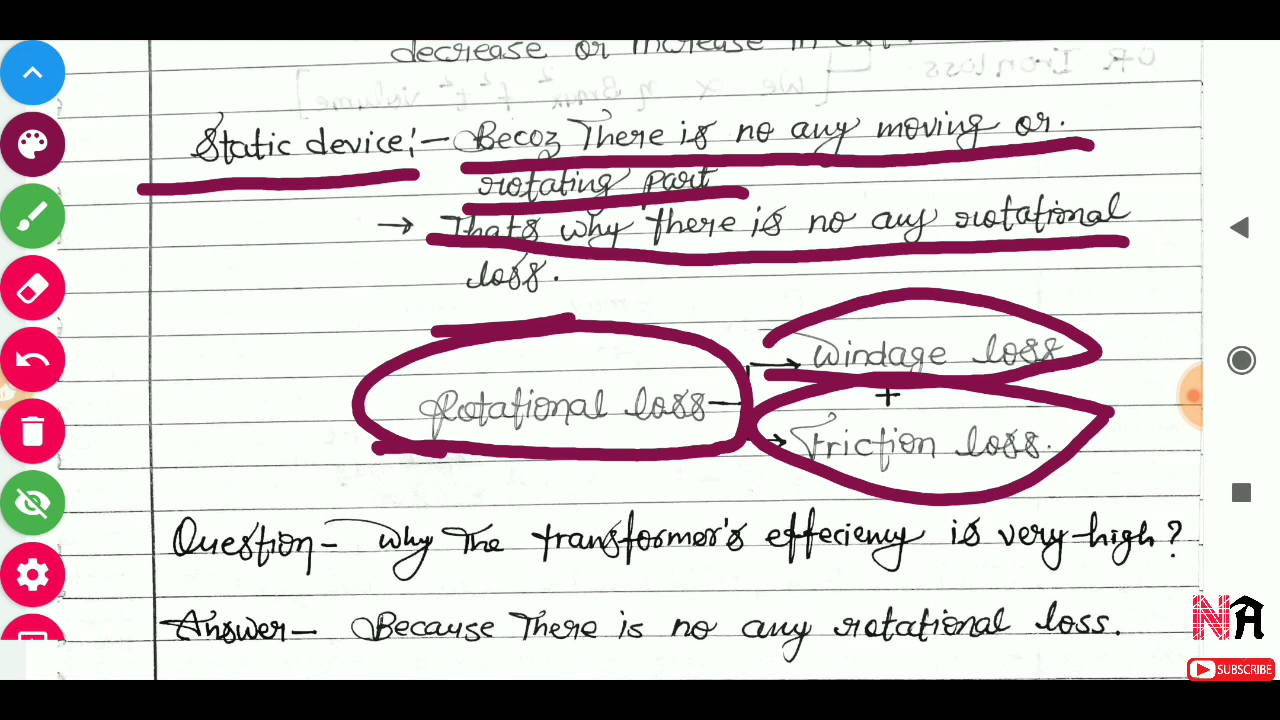 decrease or increase in
Static device:- Becoz There is no any moving or.
rotating part
→ Thats why there is no any rotational
loss.
Windage loss
+
Rotational loss
Friction loss.
Question- why The transformer's effeciency is very high?
Answer- Because There is no any rotational loss.
NA
SUBSCRIBE